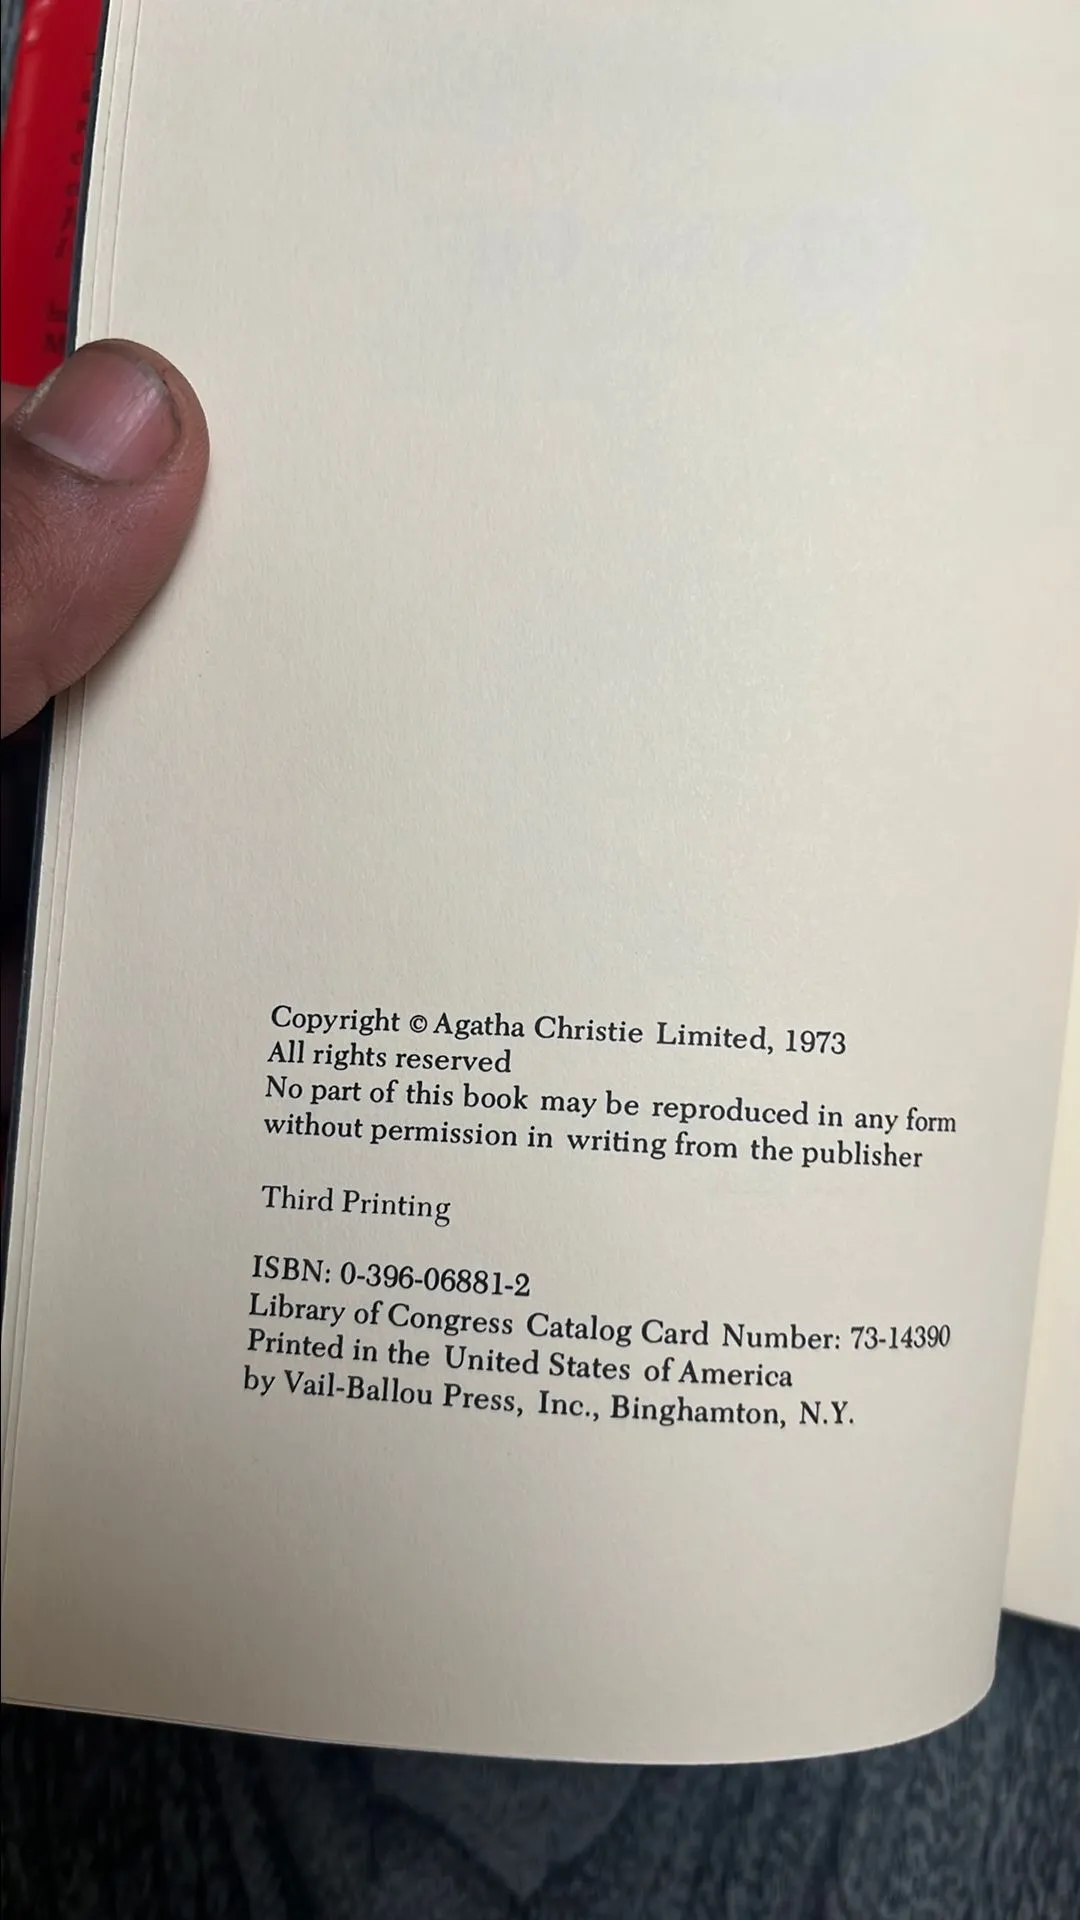 Copyright © Agatha Christie Limited, 1973
All rights reserved
No part of this book may be reproduced in any form
without permission in writing from the publisher
Third Printing
ISBN: 0-396-06881-2
Library of Congress Catalog Card Number: 73-14390
Printed in the United States of America
by Vail-Ballou Press, Inc., Binghamton, N.Y.